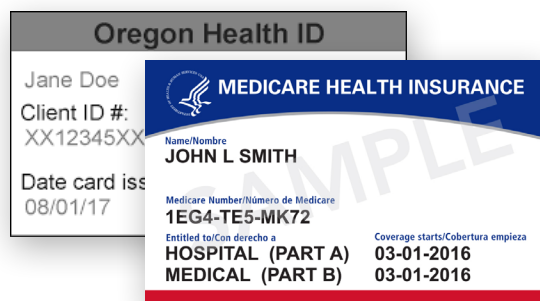 Oregon Health ID
Jane Doe
Client ID #:
XX12345XX
Date card iss
08/01/17
MEDICARE HEALTH INSURANCE
Name/Nombre
JOHN L SMITH
Medicare Number/Número de Medicare
1EG4-TE5-MK72
Entitled to/Con derecho a Coverage starts/Cobertura empieza
HOSPITAL (PART A) 03-01-2016
MEDICAL (PART B) 03-01-2016
SAMPLE